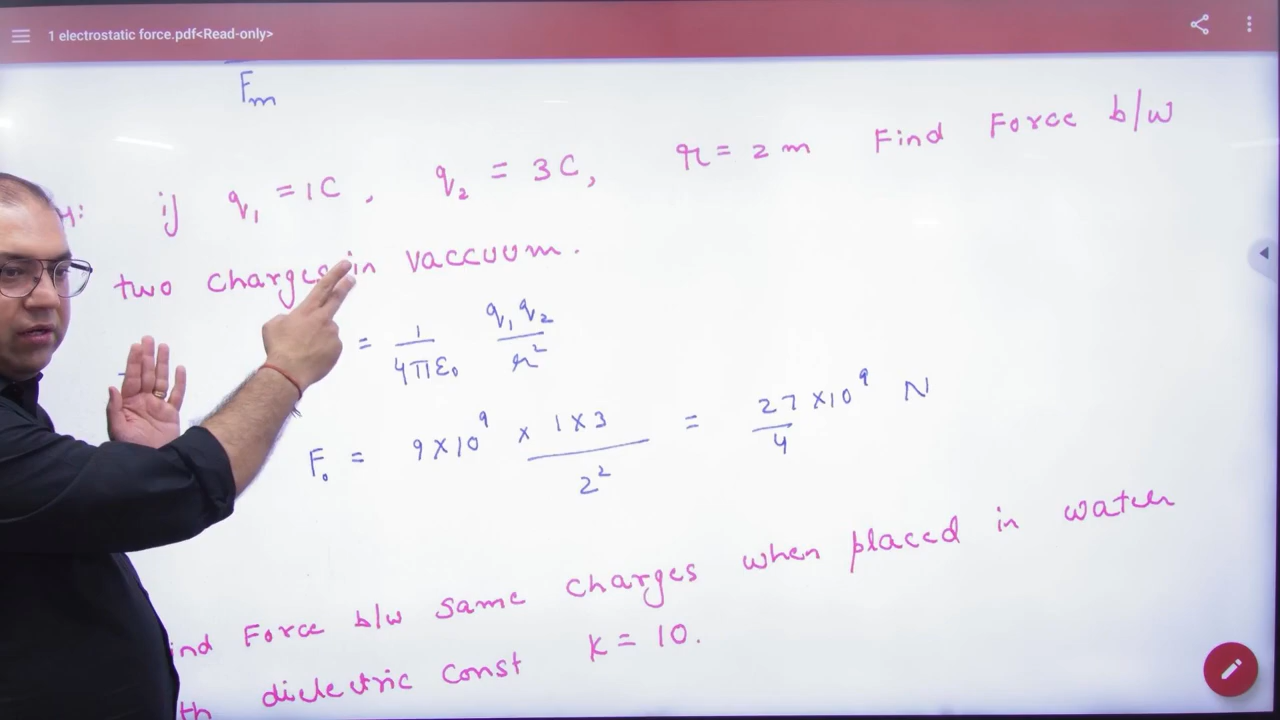 1 electrostatic force.pdf<Read-only>
Fm
if q₁ = 1C, q₂ = 3C, r = 2 m Find Force b/w
two charges in vaccuum.
= 1/4πε₀ q₁q₂/r²
F₀ = 9×10⁹ × 1×3/2² = 27/4 ×10⁹ N
ind Force b/w same charges when placed in water
th dielectric const K = 10.